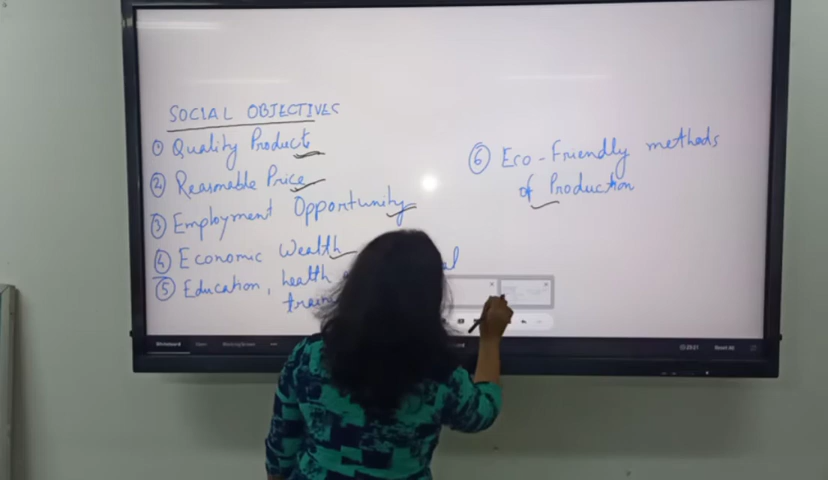 SOCIAL OBJECTIVES
① Quality Products
② Reasonable Price
③ Employment Opportunity
④ Economic Wealth
⑤ Education, health
⑥ Eco-Friendly methods
of Production